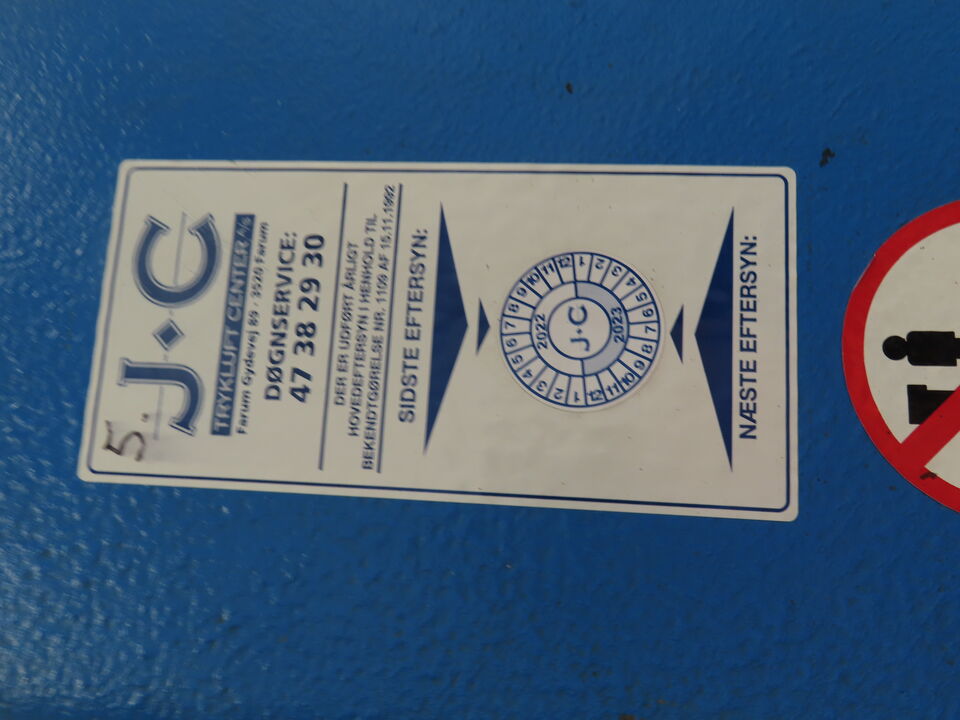 5
J·C
TRYKLUFT CENTER A/S
Farum Gydevej 89 · 3520 Farum
DØGNSERVICE:
47 38 29 30
DER ER UDFØRT ÅRLIGT
HOVEDEFTERSYN I HENHOLD TIL
BEKENDTGØRELSE NR. 1109 AF 15.11.1992
SIDSTE EFTERSYN:
1 2 3 4 5 6 7 8 9 10 11 12
2022
J·C
2023
1 2 3 4 5 6 7 8 9 10 11 12
NÆSTE EFTERSYN: